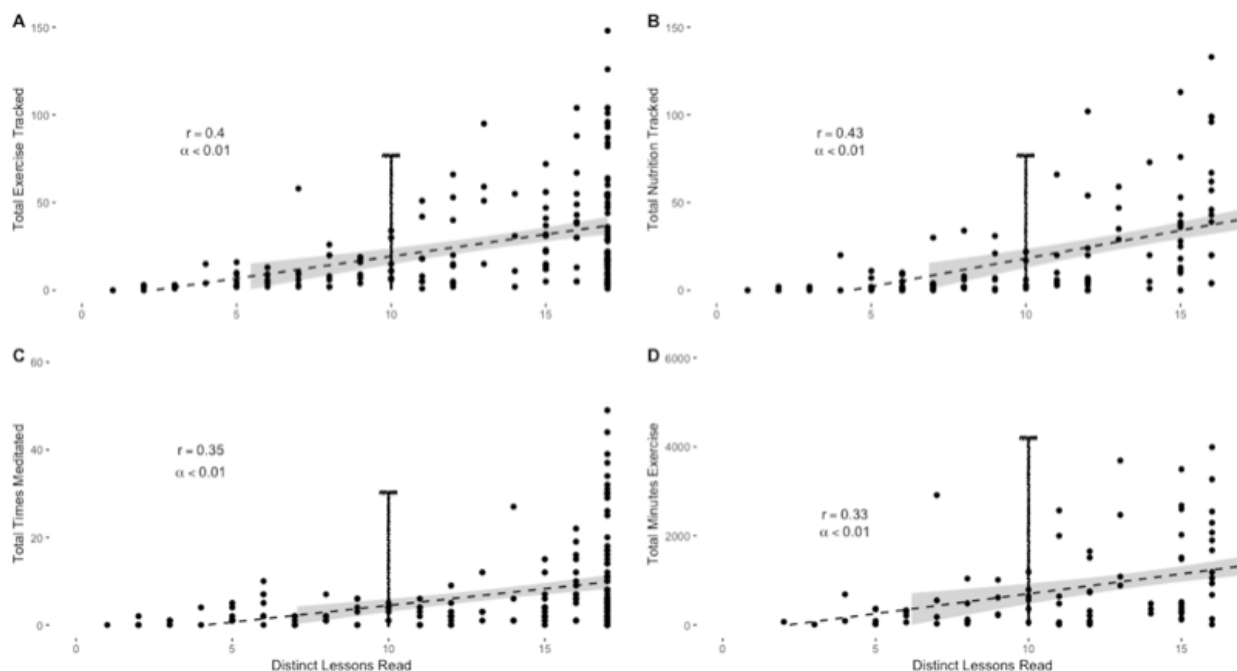 A
150
100
50
0
Total Exercise Tracked
r = 0.4
α < 0.01
0 5 10 15
B
150
100
50
0
Total Nutrition Tracked
r = 0.43
α < 0.01
0 5 10 15
C
60
40
20
0
Total Times Meditated
r = 0.35
α < 0.01
0 5 10 15
Distinct Lessons Read
D
6000
4000
2000
0
Total Minutes Exercise
r = 0.33
α < 0.01
0 5 10 15
Distinct Lessons Read